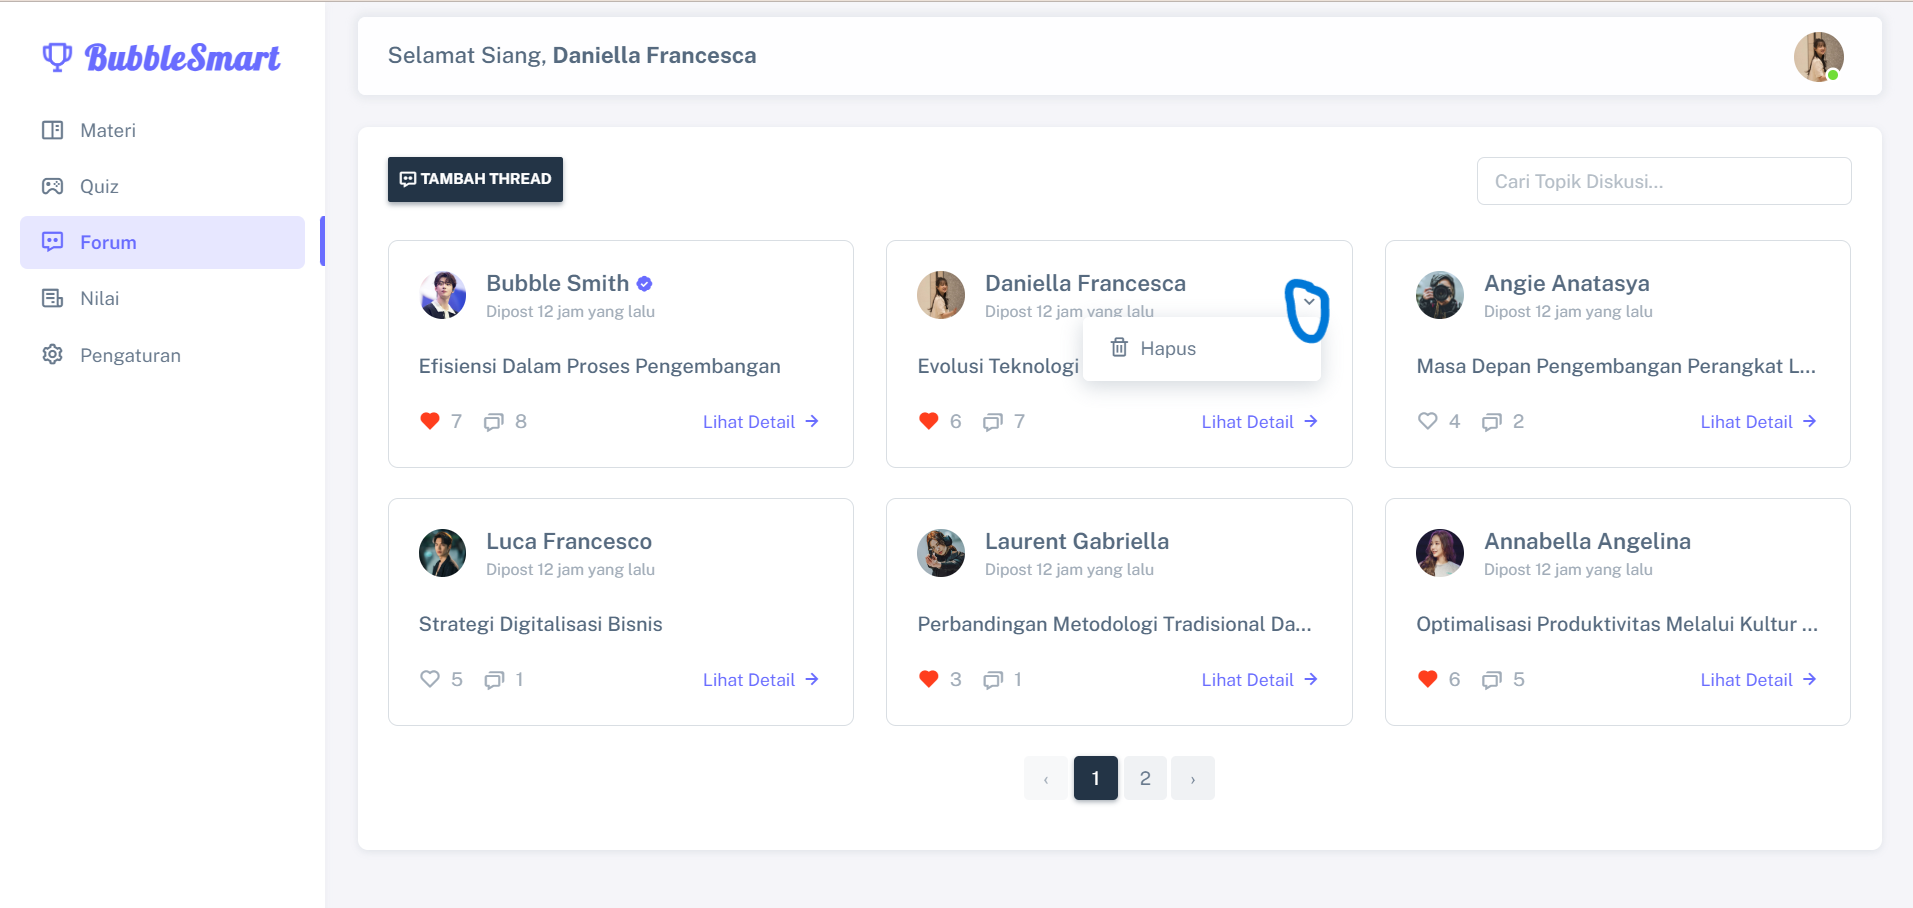 BubbleSmart
Materi
Quiz
Forum
Nilai
Pengaturan
Selamat Siang, Daniella Francesca
TAMBAH THREAD
Cari Topik Diskusi...
Bubble Smith
Dipost 12 jam yang lalu
Efisiensi Dalam Proses Pengembangan
7 8 Lihat Detail →
Daniella Francesca
Dipost 12 jam yang lalu
Hapus
Evolusi Teknologi
6 7 Lihat Detail →
Angie Anatasya
Dipost 12 jam yang lalu
Masa Depan Pengembangan Perangkat L...
4 2 Lihat Detail →
Luca Francesco
Dipost 12 jam yang lalu
Strategi Digitalisasi Bisnis
5 1 Lihat Detail →
Laurent Gabriella
Dipost 12 jam yang lalu
Perbandingan Metodologi Tradisional Da...
3 1 Lihat Detail →
Annabella Angelina
Dipost 12 jam yang lalu
Optimalisasi Produktivitas Melalui Kultur ...
6 5 Lihat Detail →
‹ 1 2 ›